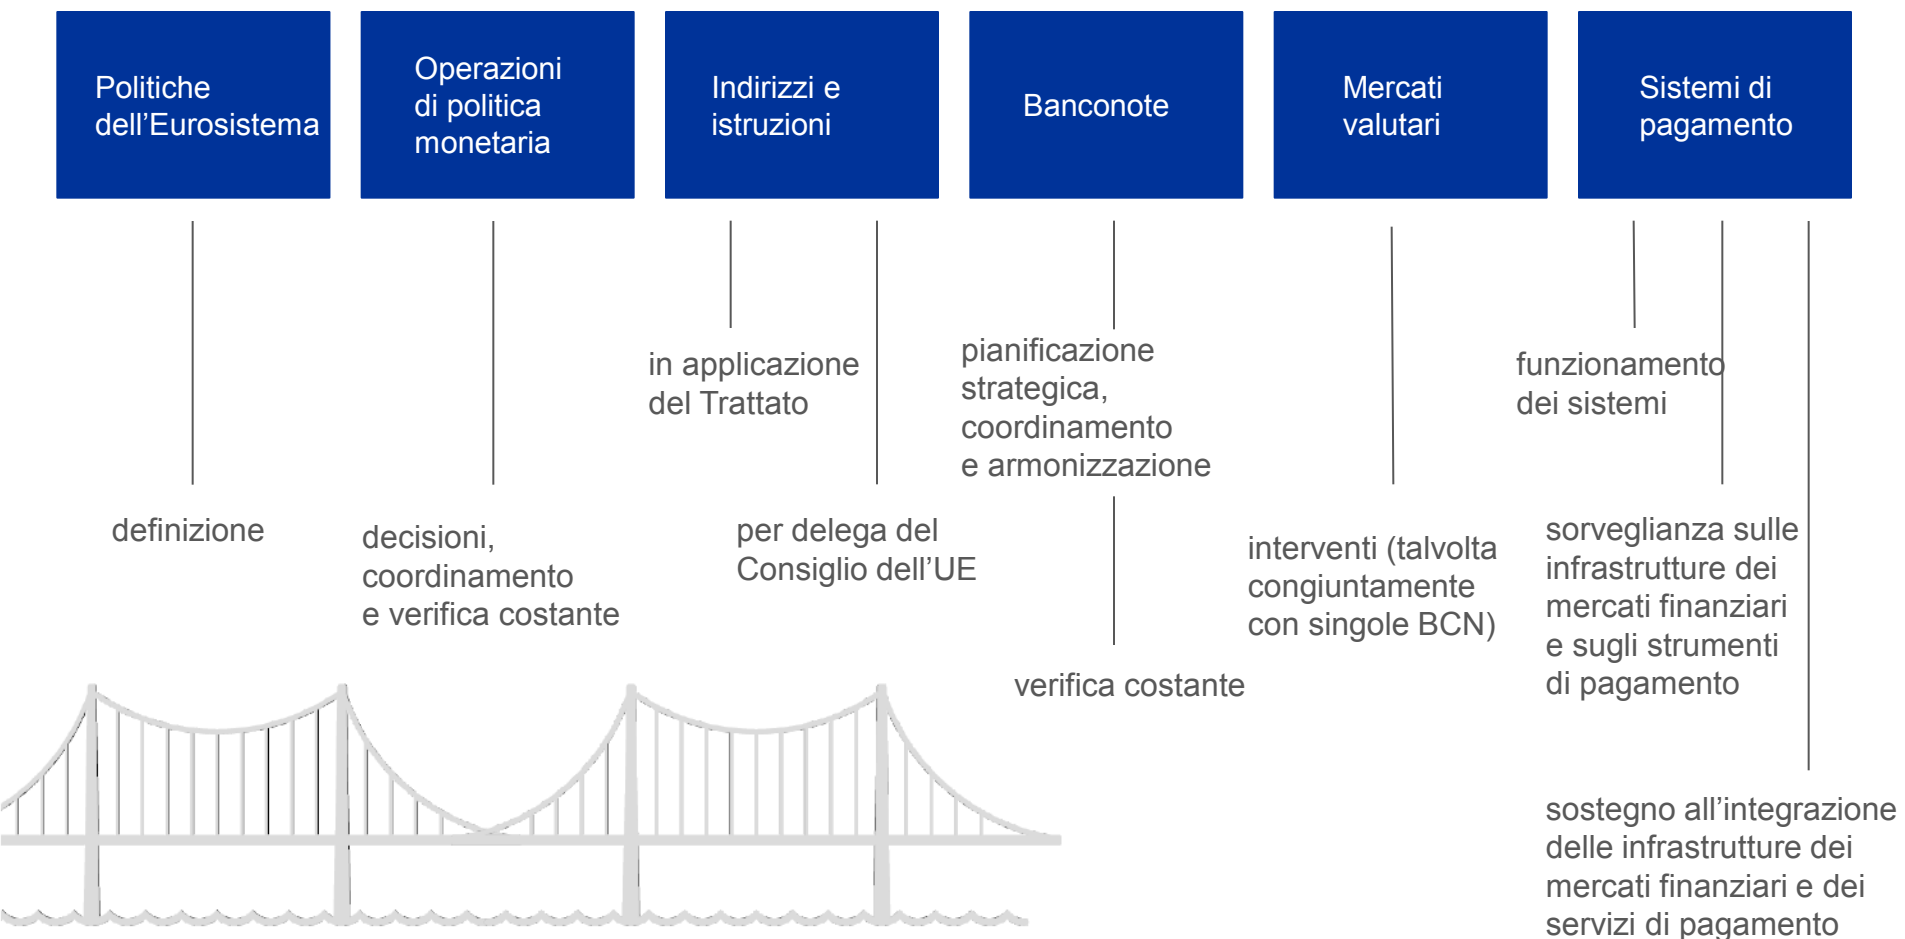 Politiche
dell’Eurosistema
Operazioni
di politica
monetaria
Indirizzi e
istruzioni
Banconote
Mercati
valutari
Sistemi di
pagamento
definizione
decisioni,
coordinamento
e verifica costante
in applicazione
del Trattato
per delega del
Consiglio dell’UE
pianificazione
strategica,
coordinamento
e armonizzazione
verifica costante
interventi (talvolta
congiuntamente
con singole BCN)
funzionamento
dei sistemi
sorveglianza sulle
infrastrutture dei
mercati finanziari
e sugli strumenti
di pagamento
sostegno all’integrazione
delle infrastrutture dei
mercati finanziari e dei
servizi di pagamento